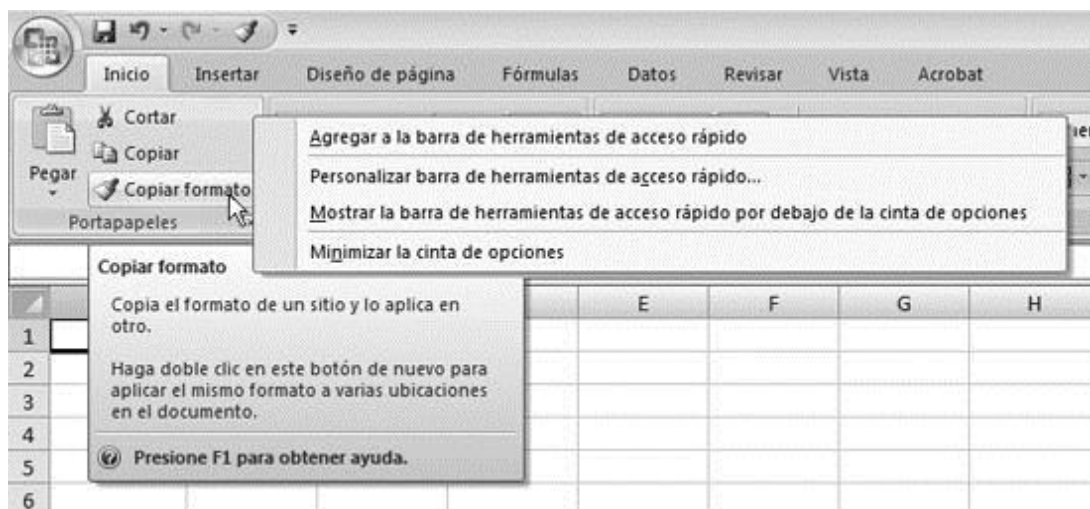 Inicio Insertar Diseño de página Fórmulas Datos Revisar Vista Acrobat
Cortar
Copiar
Pegar
Copiar formato
Portapapeles
Agregar a la barra de herramientas de acceso rápido
Personalizar barra de herramientas de acceso rápido...
Mostrar la barra de herramientas de acceso rápido por debajo de la cinta de opciones
Minimizar la cinta de opciones
Copiar formato
Copia el formato de un sitio y lo aplica en
otro.
Haga doble clic en este botón de nuevo para
aplicar el mismo formato a varias ubicaciones
en el documento.
Presione F1 para obtener ayuda.
E F G H
1
2
3
4
5
6